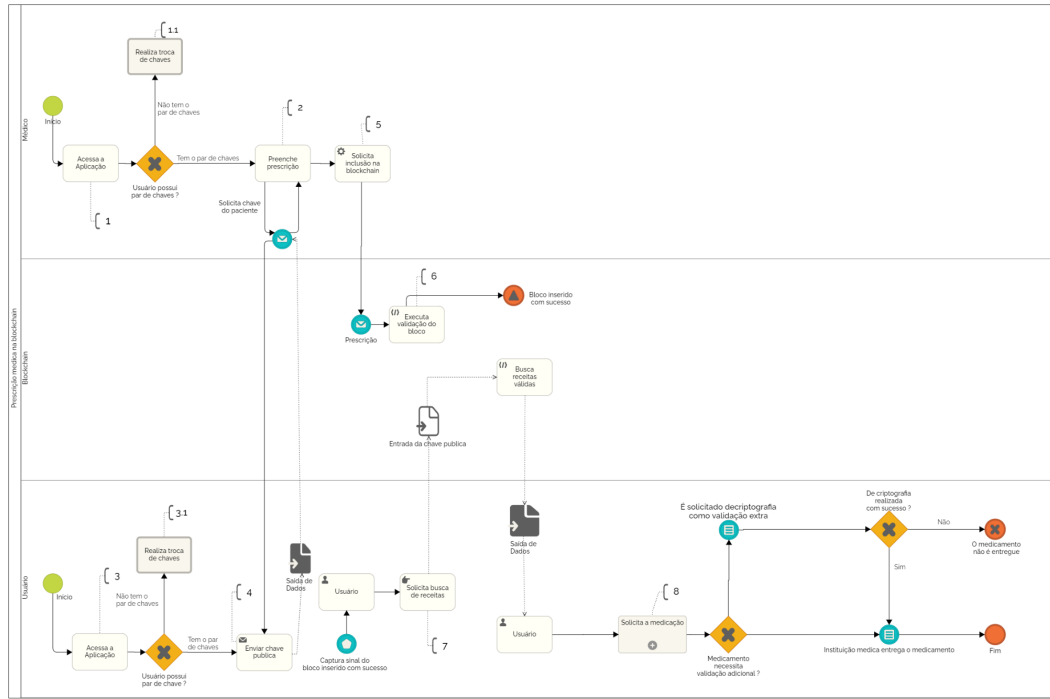 Prescrição medica na blockchain
Médico
1.1
Realiza troca
de chaves
Não tem o
par de chaves
Início
2
5
Acessa a
Aplicação
Tem o par de chaves
Preenche
prescrição
Solicita
inclusão na
blockchain
Usuário possui
par de chaves ?
1
Solicita chave
do paciente
Blockchain
6
Bloco inserido
com sucesso
Executa
validação do
bloco
Prescrição
Busca
receitas
válidas
Entrada da chave publica
Usuário
3.1
Realiza troca
de chaves
Início
3
Não tem o
par de chaves
4
Acessa a
Aplicação
Tem o par
de chaves
Usuário possui
par de chave ?
Enviar chave
publica
Saída de
Dados
Usuário
Solicita busca
de receitas
7
Captura sinal do
bloco inserido com sucesso
Saída de
Dados
Usuário
8
Solicita a medicação
É solicitado decriptografia
como validação extra
De criptografia
realizada
com sucesso ?
Não
O medicamento
não é entregue
Sim
Medicamento
necessita
validação adicional ?
Instituição medica entrega o medicamento
Fim